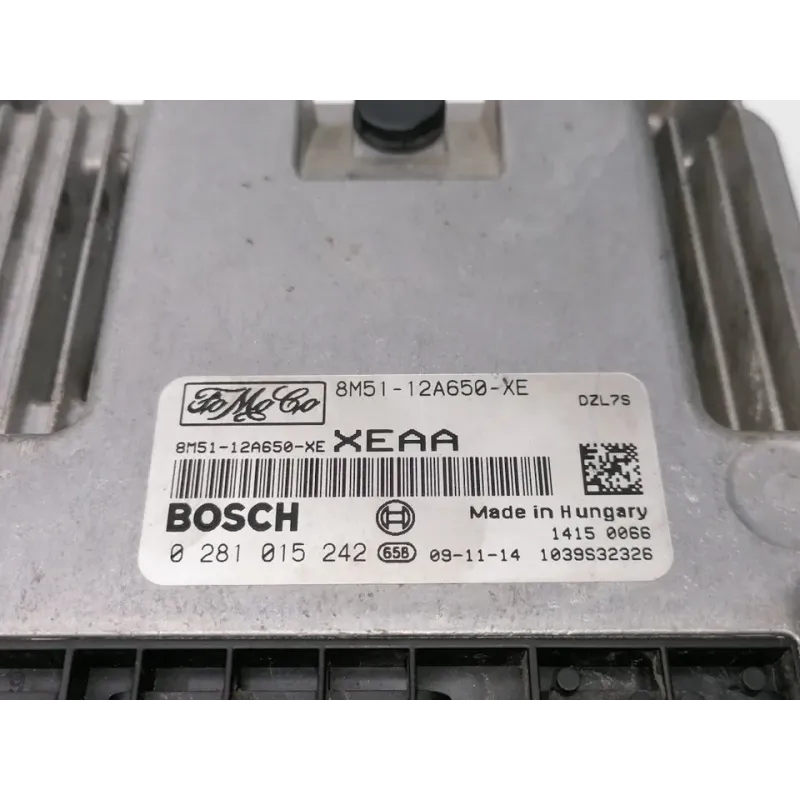 FoMoCo 8M51-12A650-XE DZL7S
8M51-12A650-XE XEAA
BOSCH Made in Hungary
1415 0066
0 281 015 242 65B 09-11-14 1039S32326